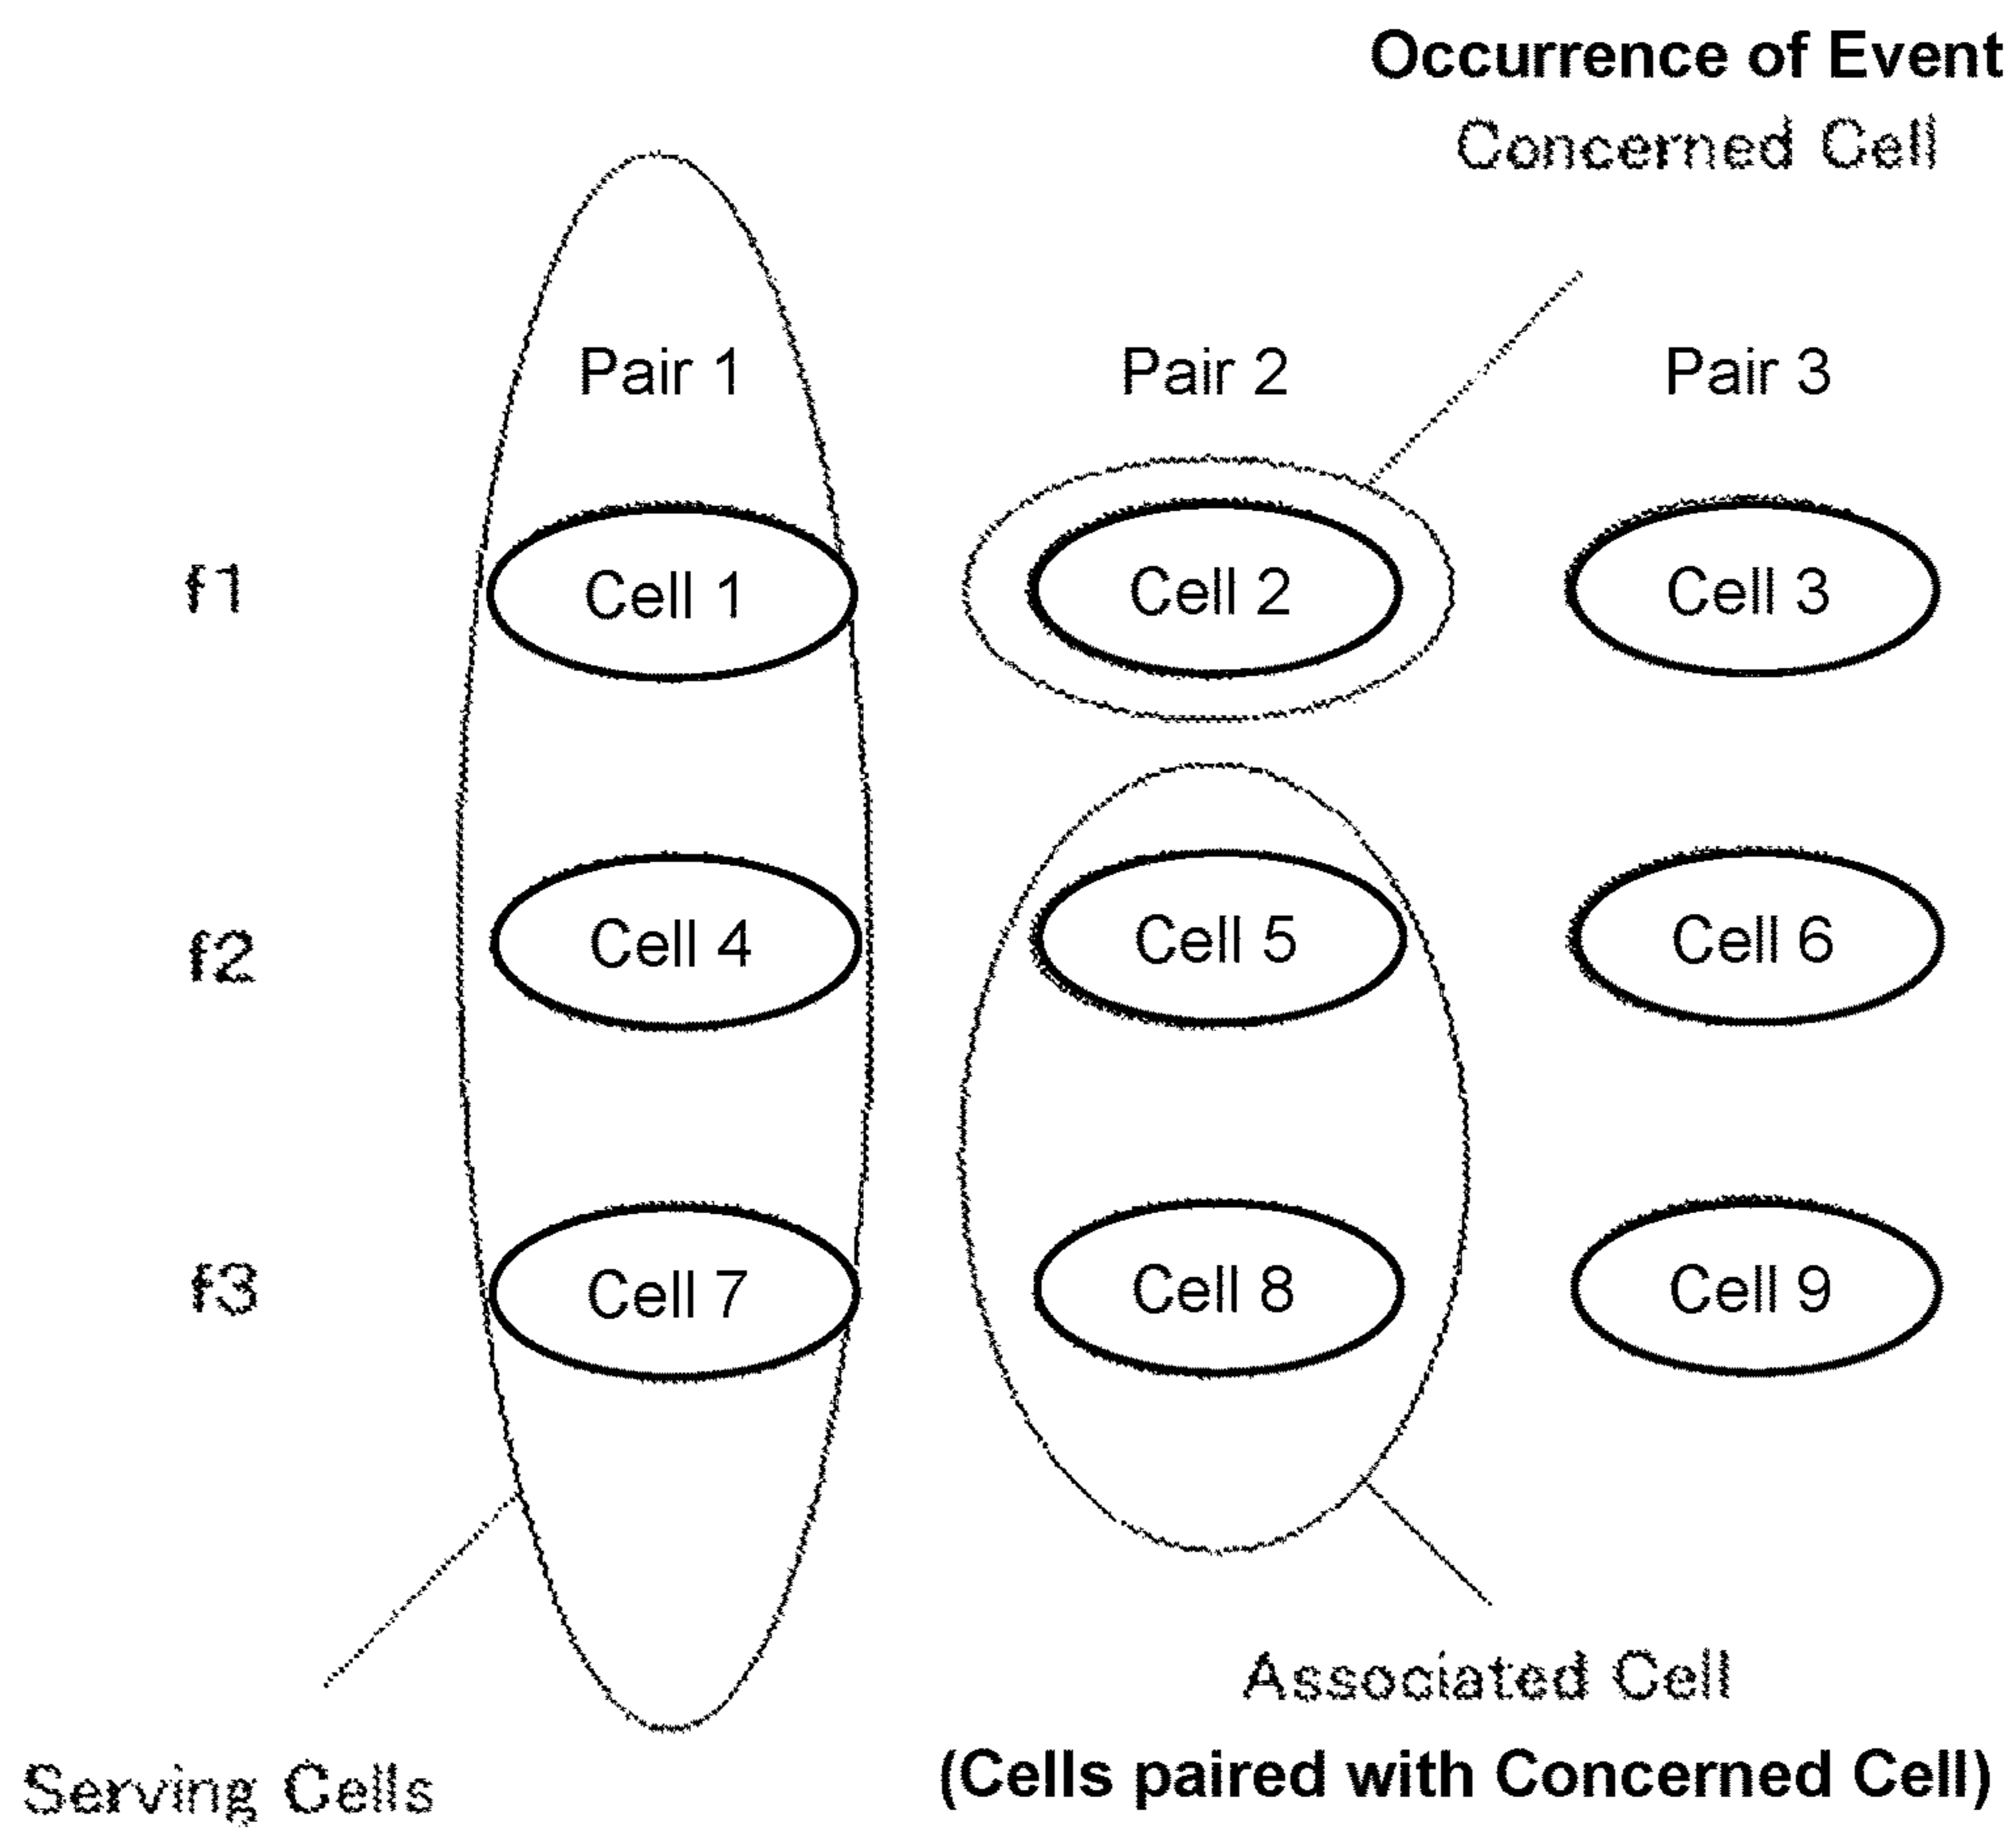 Occurrence of Event
Concerned Cell
Pair 1 Pair 2 Pair 3
f1 Cell 1 Cell 2 Cell 3
f2 Cell 4 Cell 5 Cell 6
f3 Cell 7 Cell 8 Cell 9
Associated Cell
Serving Cells (Cells paired with Concerned Cell)